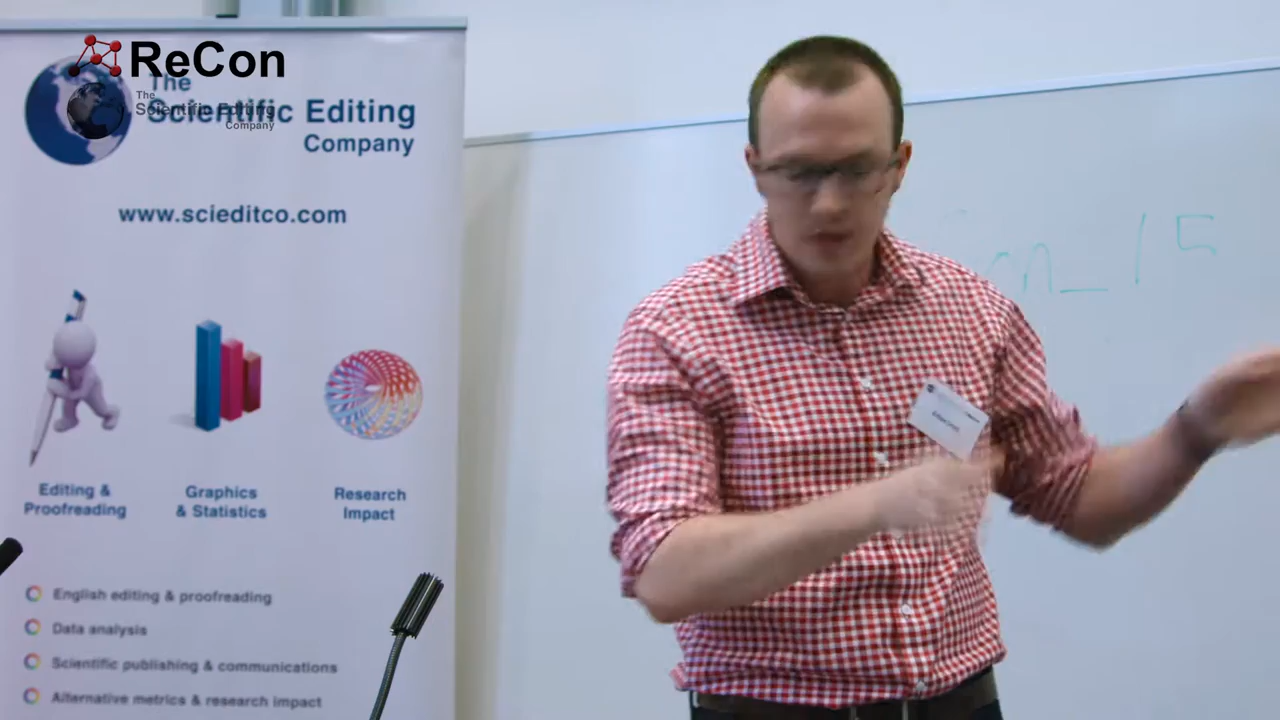 ReCon
The
Scientific Editing
Company
The
Scientific Editing
Company
www.scieditco.com
Editing &
Proofreading
Graphics
& Statistics
Research
Impact
English editing & proofreading
Data analysis
Scientific publishing & communications
Alternative metrics & research impact
n_15